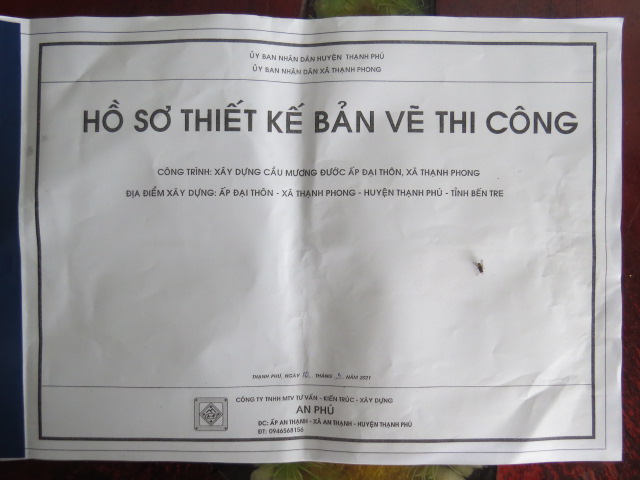 ỦY BAN NHÂN DÂN HUYỆN THẠNH PHÚ
ỦY BAN NHÂN DÂN XÃ THẠNH PHONG
HỒ SƠ THIẾT KẾ BẢN VẼ THI CÔNG
CÔNG TRÌNH: XÂY DỰNG CẦU MƯƠNG ĐƯỚC ẤP ĐẠI THÔN, XÃ THẠNH PHONG
ĐỊA ĐIỂM XÂY DỰNG: ẤP ĐẠI THÔN - XÃ THẠNH PHONG - HUYỆN THẠNH PHÚ - TỈNH BẾN TRE
THẠNH PHÚ, NGÀY 10 THÁNG NĂM 2021
CÔNG TY TNHH MTV TƯ VẤN - KIẾN TRÚC - XÂY DỰNG
AN PHÚ
ĐC: ẤP AN THẠNH - XÃ AN THẠNH - HUYỆN THẠNH PHÚ
ĐT: 0946568156